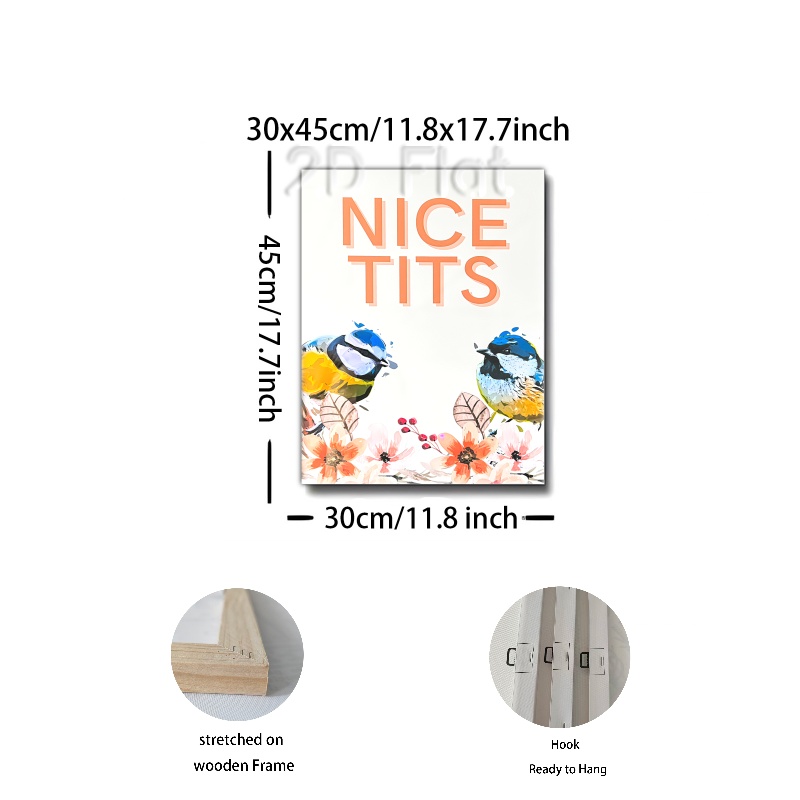 30x45cm/11.8x17.7inch
2D Flat
NICE
TITS
45cm/17.7inch
30cm/11.8 inch
stretched on
wooden Frame
Hook
Ready to Hang